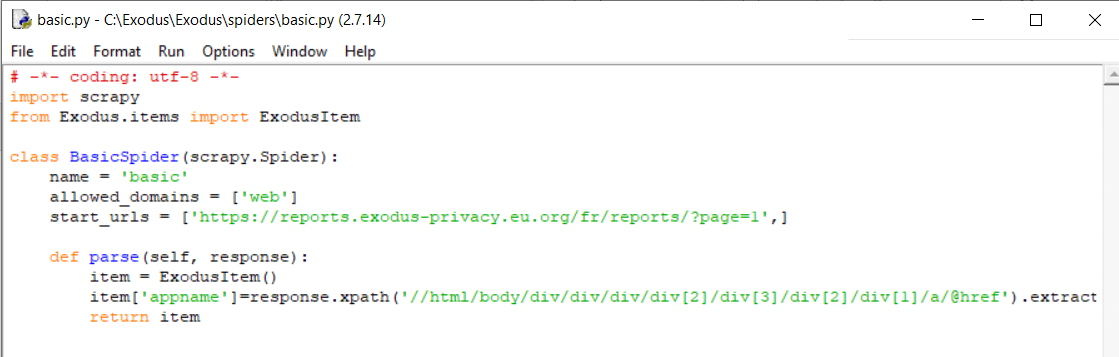 basic.py - C:\Exodus\Exodus\spiders\basic.py (2.7.14)
File Edit Format Run Options Window Help
# -*- coding: utf-8 -*-
import scrapy
from Exodus.items import ExodusItem
class BasicSpider(scrapy.Spider):
    name = 'basic'
    allowed_domains = ['web']
    start_urls = ['https://reports.exodus-privacy.eu.org/fr/reports/?page=1',]
    def parse(self, response):
        item = ExodusItem()
        item['appname']=response.xpath('//html/body/div/div/div/div[2]/div[3]/div[2]/div[1]/a/@href').extract
        return item